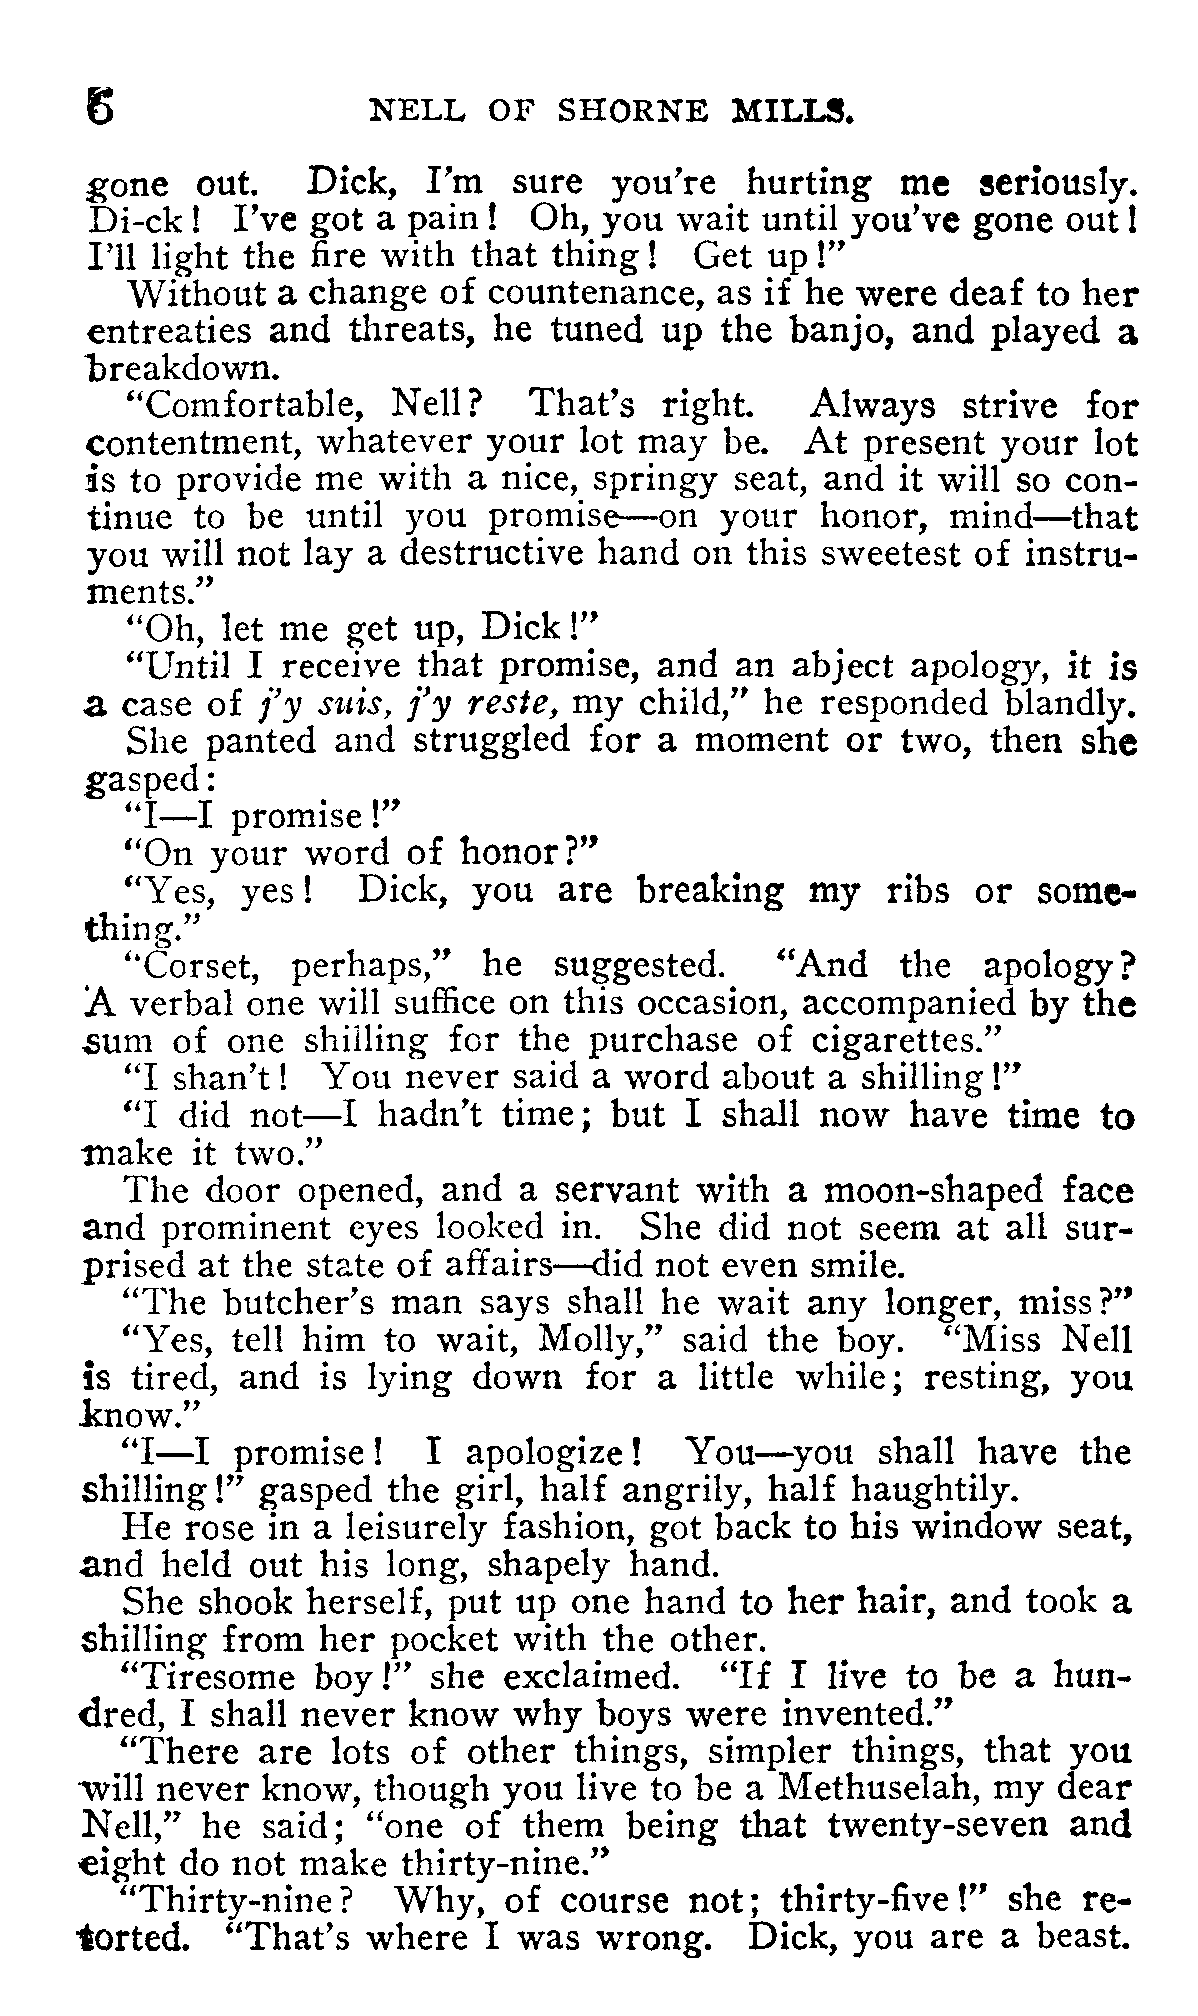 6 NELL OF SHORNE MILLS.
gone out. Dick, I'm sure you're hurting me seriously.
Di-ck! I've got a pain! Oh, you wait until you've gone out!
I'll light the fire with that thing! Get up!"
Without a change of countenance, as if he were deaf to her
entreaties and threats, he tuned up the banjo, and played a
breakdown.
"Comfortable, Nell? That's right. Always strive for
contentment, whatever your lot may be. At present your lot
is to provide me with a nice, springy seat, and it will so con-
tinue to be until you promise—on your honor, mind—that
you will not lay a destructive hand on this sweetest of instru-
ments."
"Oh, let me get up, Dick!"
"Until I receive that promise, and an abject apology, it is
a case of j'y suis, j'y reste, my child," he responded blandly.
She panted and struggled for a moment or two, then she
gasped:
"I—I promise!"
"On your word of honor?"
"Yes, yes! Dick, you are breaking my ribs or some-
thing."
"Corset, perhaps," he suggested. "And the apology?
A verbal one will suffice on this occasion, accompanied by the
sum of one shilling for the purchase of cigarettes."
"I shan't! You never said a word about a shilling!"
"I did not—I hadn't time; but I shall now have time to
make it two."
The door opened, and a servant with a moon-shaped face
and prominent eyes looked in. She did not seem at all sur-
prised at the state of affairs—did not even smile.
"The butcher's man says shall he wait any longer, miss?"
"Yes, tell him to wait, Molly," said the boy. "Miss Nell
is tired, and is lying down for a little while; resting, you
know."
"I—I promise! I apologize! You—you shall have the
shilling!" gasped the girl, half angrily, half haughtily.
He rose in a leisurely fashion, got back to his window seat,
and held out his long, shapely hand.
She shook herself, put up one hand to her hair, and took a
shilling from her pocket with the other.
"Tiresome boy!" she exclaimed. "If I live to be a hun-
dred, I shall never know why boys were invented."
"There are lots of other things, simpler things, that you
will never know, though you live to be a Methuselah, my dear
Nell," he said; "one of them being that twenty-seven and
eight do not make thirty-nine."
"Thirty-nine? Why, of course not; thirty-five!" she re-
torted. "That's where I was wrong. Dick, you are a beast.